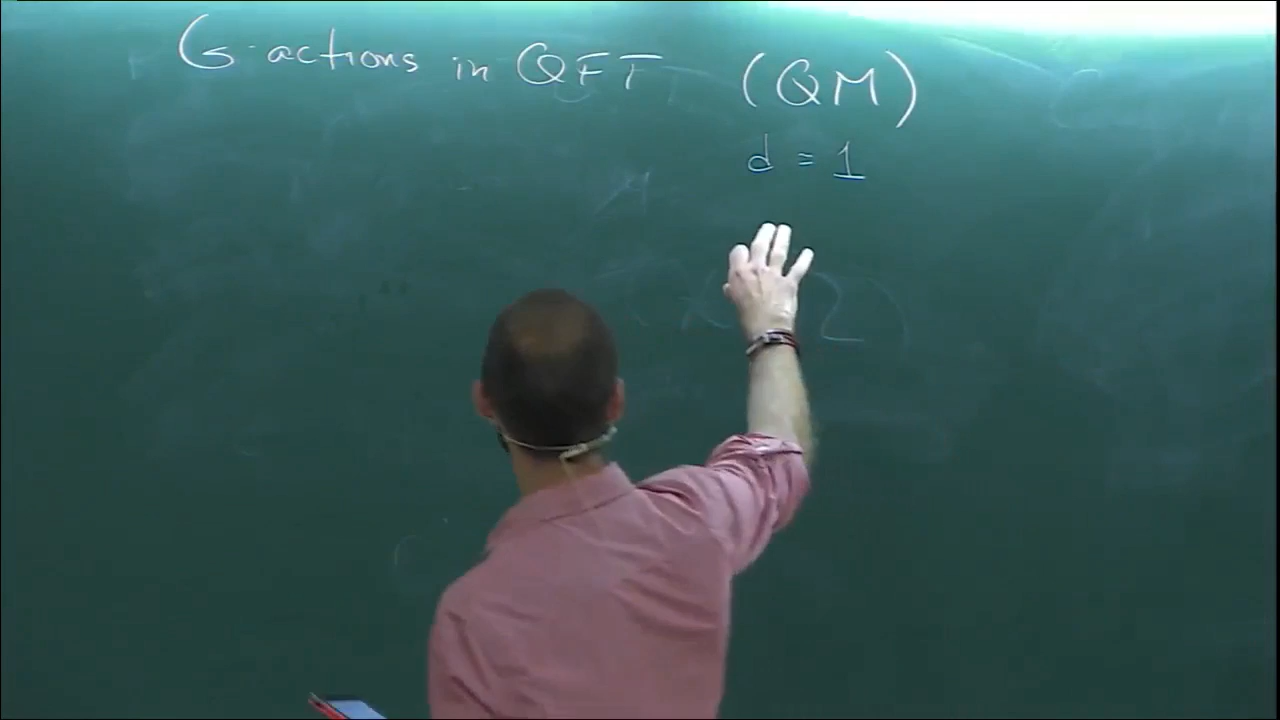 G-actions in QFT (QM)
d = 1